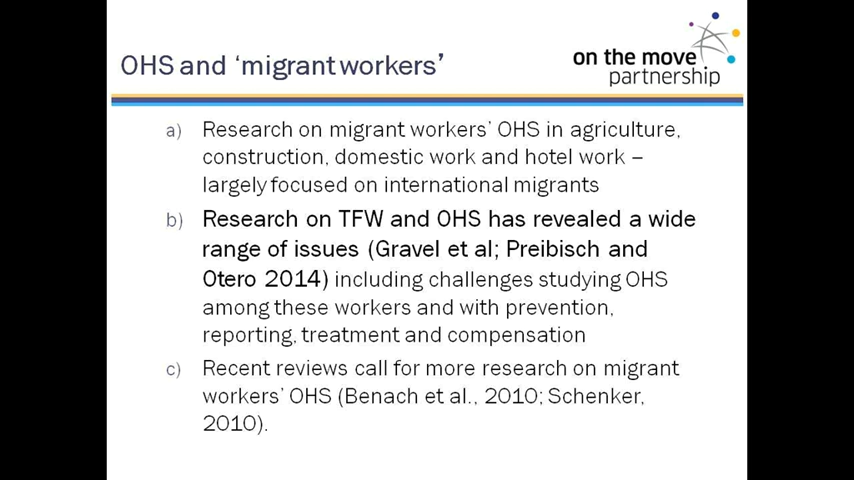 OHS and ‘migrant workers’
on the move
partnership
a) Research on migrant workers’ OHS in agriculture,
construction, domestic work and hotel work –
largely focused on international migrants
b) Research on TFW and OHS has revealed a wide
range of issues (Gravel et al; Preibisch and
Otero 2014) including challenges studying OHS
among these workers and with prevention,
reporting, treatment and compensation
c) Recent reviews call for more research on migrant
workers’ OHS (Benach et al., 2010; Schenker,
2010).